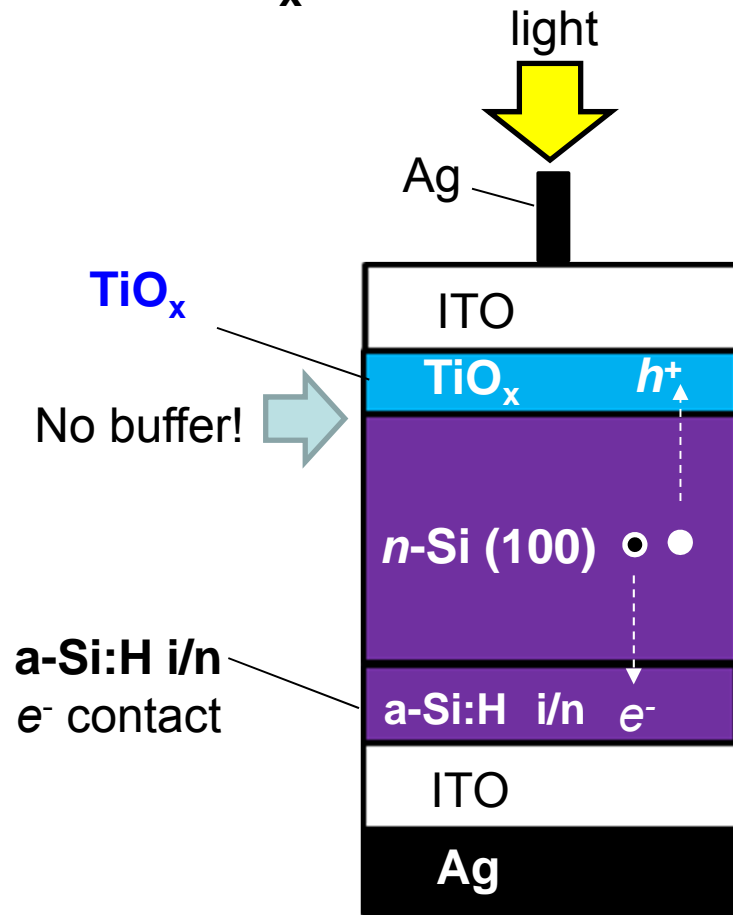 x
light
Ag
ITO
TiOx
TiOx h+
No buffer!
n-Si (100)
a-Si:H i/n
e- contact
a-Si:H i/n e-
ITO
Ag